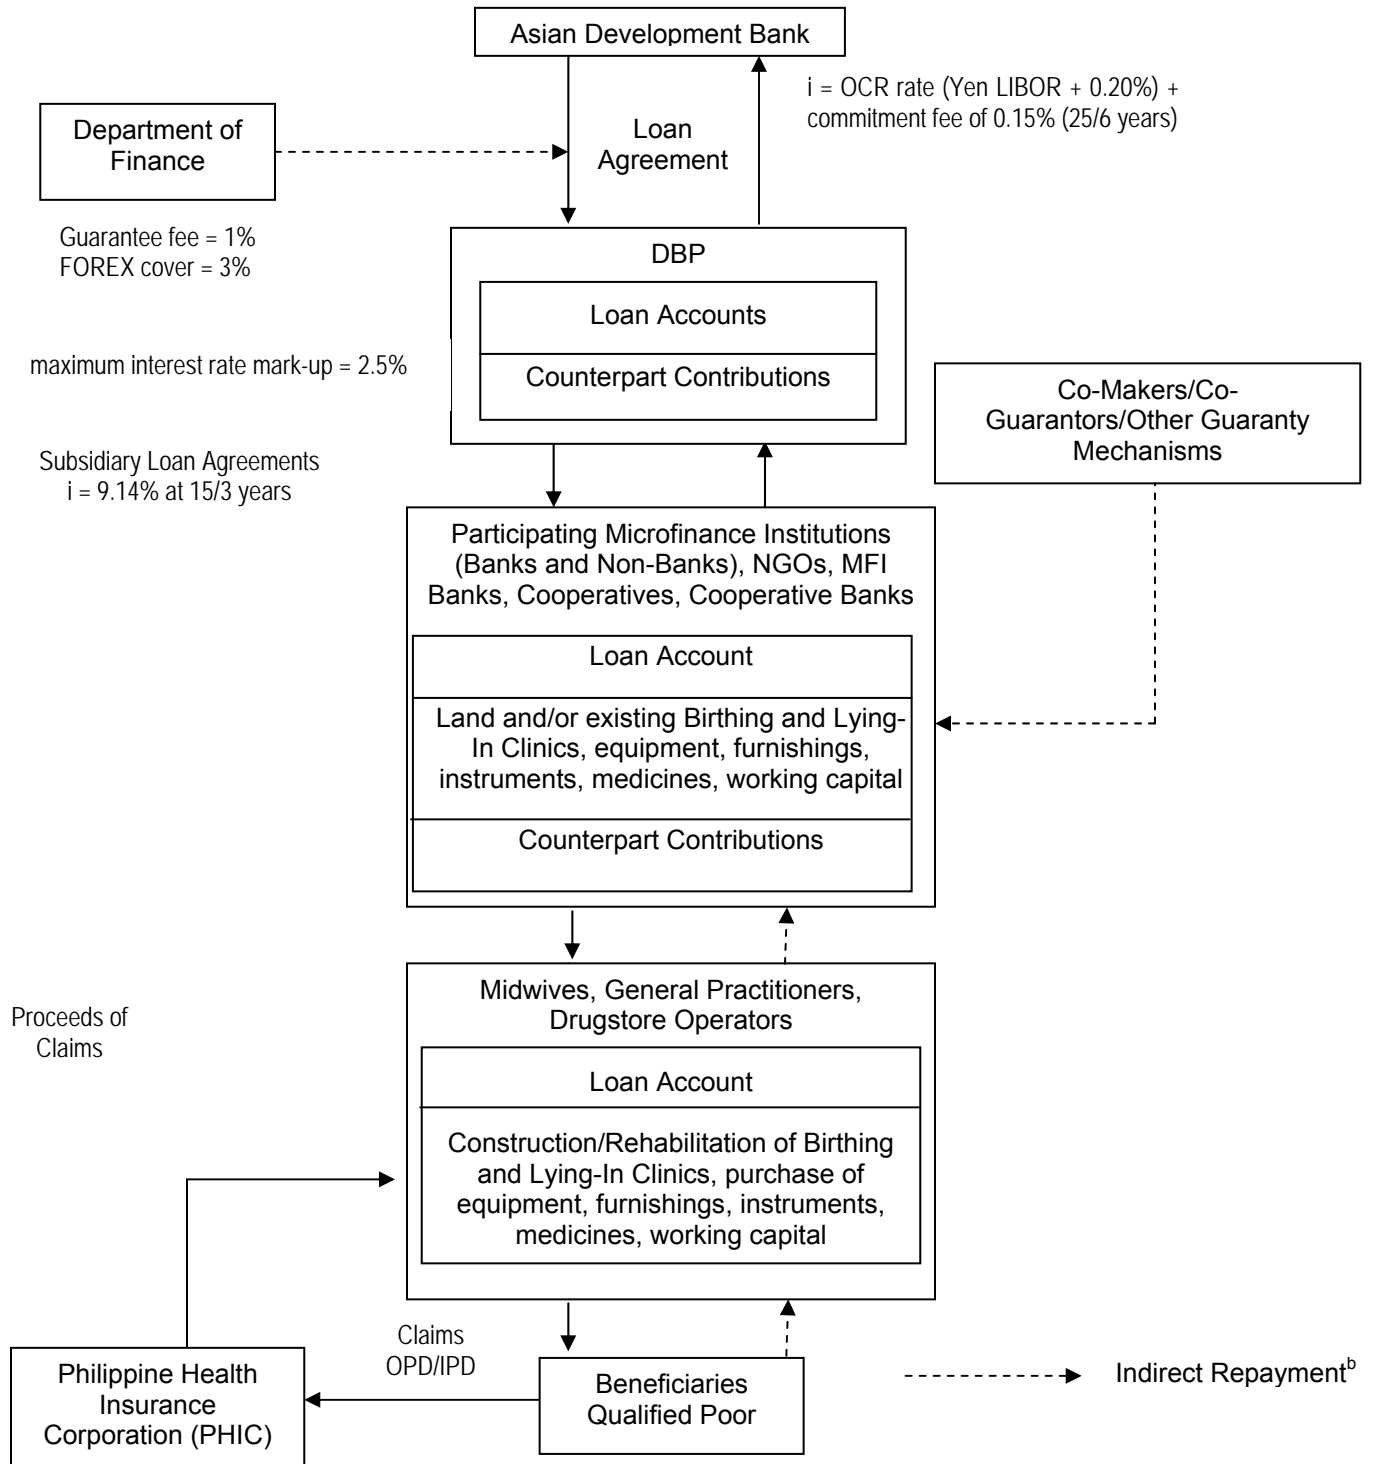 Asian Development Bank
i = OCR rate (Yen LIBOR + 0.20%) +
commitment fee of 0.15% (25/6 years)
Department of
Finance
Loan
Agreement
Guarantee fee = 1%
FOREX cover = 3%
DBP
Loan Accounts
Counterpart Contributions
maximum interest rate mark-up = 2.5%
Co-Makers/Co-
Guarantors/Other Guaranty
Mechanisms
Subsidiary Loan Agreements
i = 9.14% at 15/3 years
Participating Microfinance Institutions
(Banks and Non-Banks), NGOs, MFI
Banks, Cooperatives, Cooperative Banks
Loan Account
Land and/or existing Birthing and Lying-
In Clinics, equipment, furnishings,
instruments, medicines, working capital
Counterpart Contributions
Midwives, General Practitioners,
Drugstore Operators
Proceeds of
Claims
Loan Account
Construction/Rehabilitation of Birthing
and Lying-In Clinics, purchase of
equipment, furnishings, instruments,
medicines, working capital
Claims
OPD/IPD
Philippine Health
Insurance
Corporation (PHIC)
Beneficiaries
Qualified Poor
Indirect Repayment^b